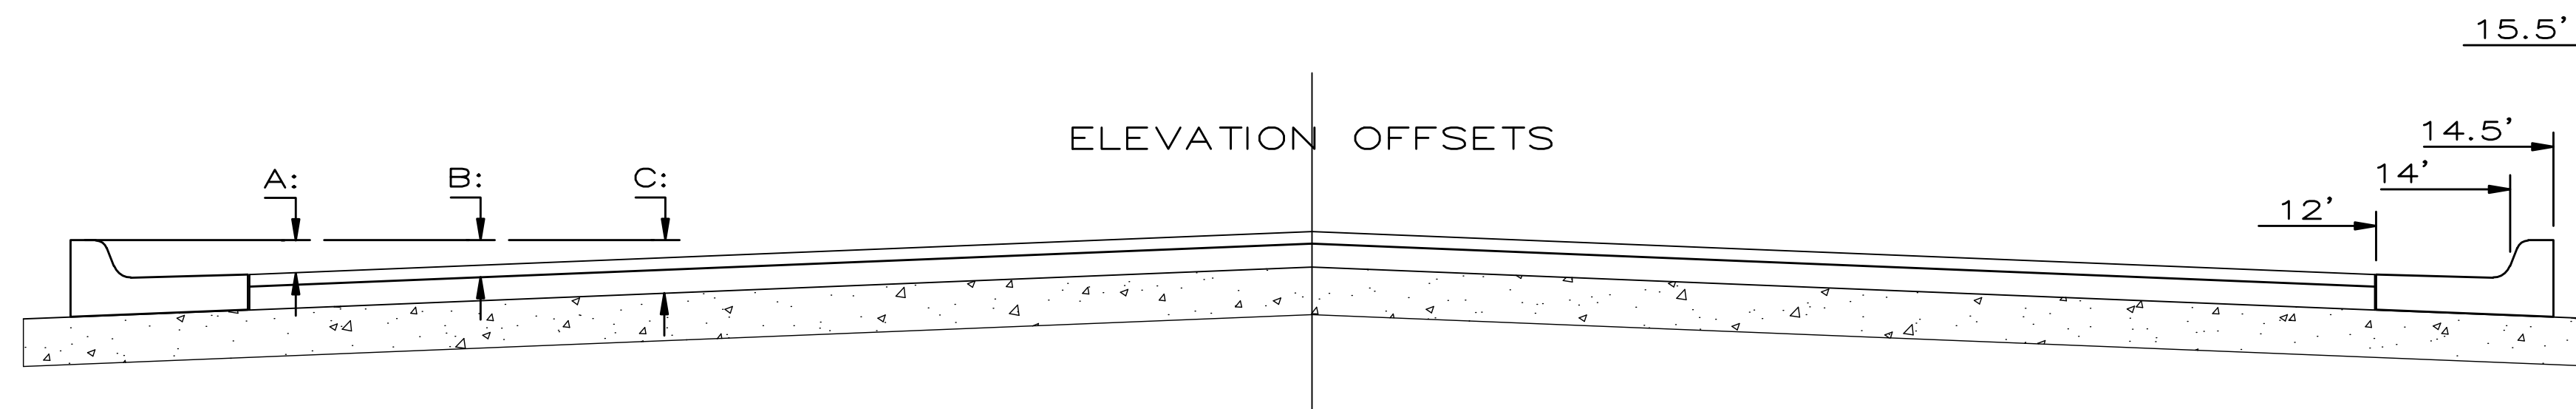 15.5’
ELEVATION OFFSETS
14.5’
A: B: C:
14’
12’